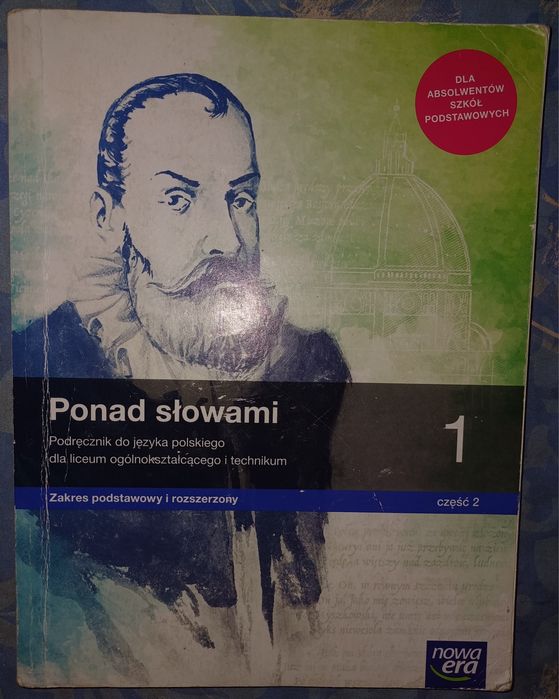 DLA
ABSOLWENTÓW
SZKÓŁ
PODSTAWOWYCH
Ponad słowami
1
Podręcznik do języka polskiego
dla liceum ogólnokształcącego i technikum
Zakres podstawowy i rozszerzony
część 2
nowa
era